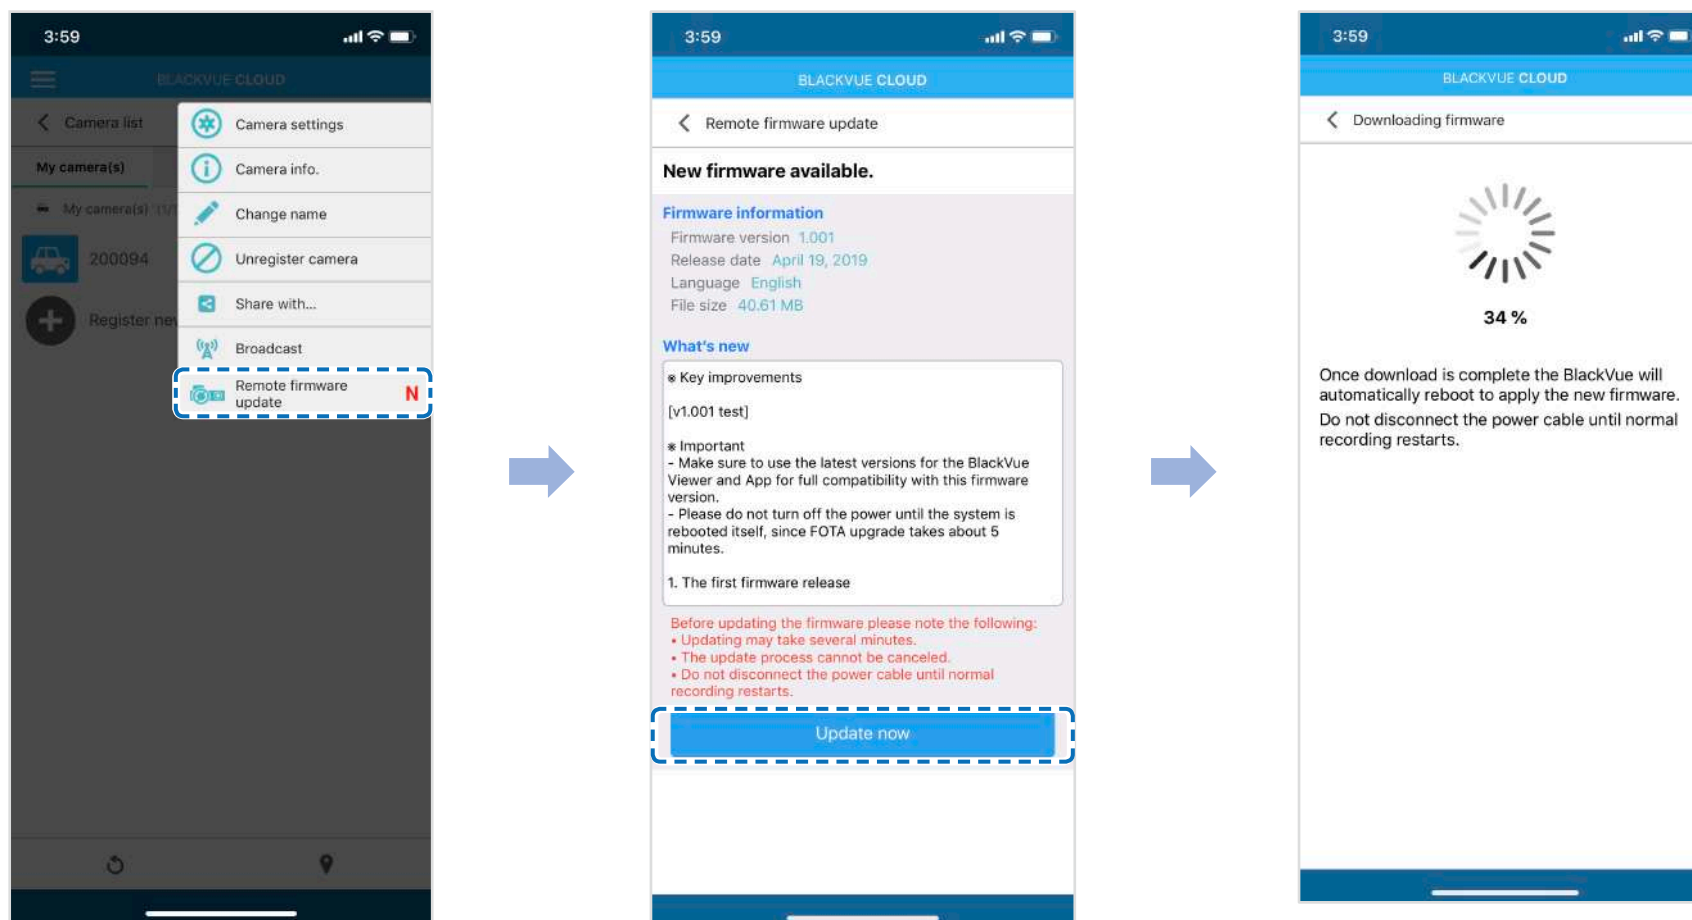 3:59
BLACKVUE CLOUD
Camera list
My camera(s)
My camera(s)
200094
Register new
Camera settings
Camera info.
Change name
Unregister camera
Share with...
Broadcast
Remote firmware
update
N
3:59
BLACKVUE CLOUD
Remote firmware update
New firmware available.
Firmware information
Firmware version 1.001
Release date April 19, 2019
Language English
File size 40.61 MB
What's new
※ Key improvements
[v1.001 test]
※ Important
- Make sure to use the latest versions for the BlackVue
Viewer and App for full compatibility with this firmware
version.
- Please do not turn off the power until the system is
rebooted itself, since FOTA upgrade takes about 5
minutes.
1. The first firmware release
Before updating the firmware please note the following:
• Updating may take several minutes.
• The update process cannot be canceled.
• Do not disconnect the power cable until normal
recording restarts.
Update now
3:59
BLACKVUE CLOUD
Downloading firmware
34 %
Once download is complete the BlackVue will
automatically reboot to apply the new firmware.
Do not disconnect the power cable until normal
recording restarts.